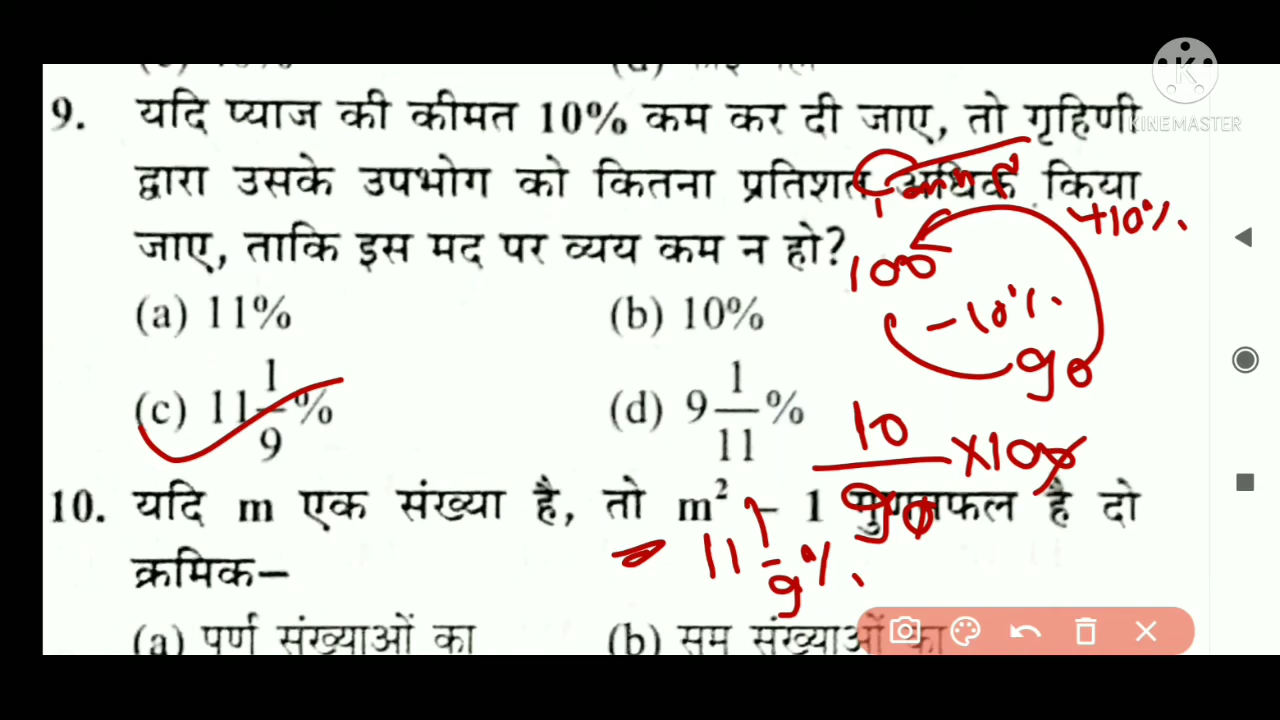 KINEMASTER
9. यदि प्याज की कीमत 10% कम कर दी जाए, तो गृहिणी
द्वारा उसके उपभोग को कितना प्रतिशत अधिक किया
जाए, ताकि इस मद पर व्यय कम न हो?
+10%
100
-10%
90
(a) 11% (b) 10%
(c) 11 1/9 % (d) 9 1/11 %
10/90 ×100
10. यदि m एक संख्या है, तो m² – 1 गुणनफल है दो
= 11 1/9 %
क्रमिक–
(a) पूर्ण संख्याओं का (b) सम संख्याओं का